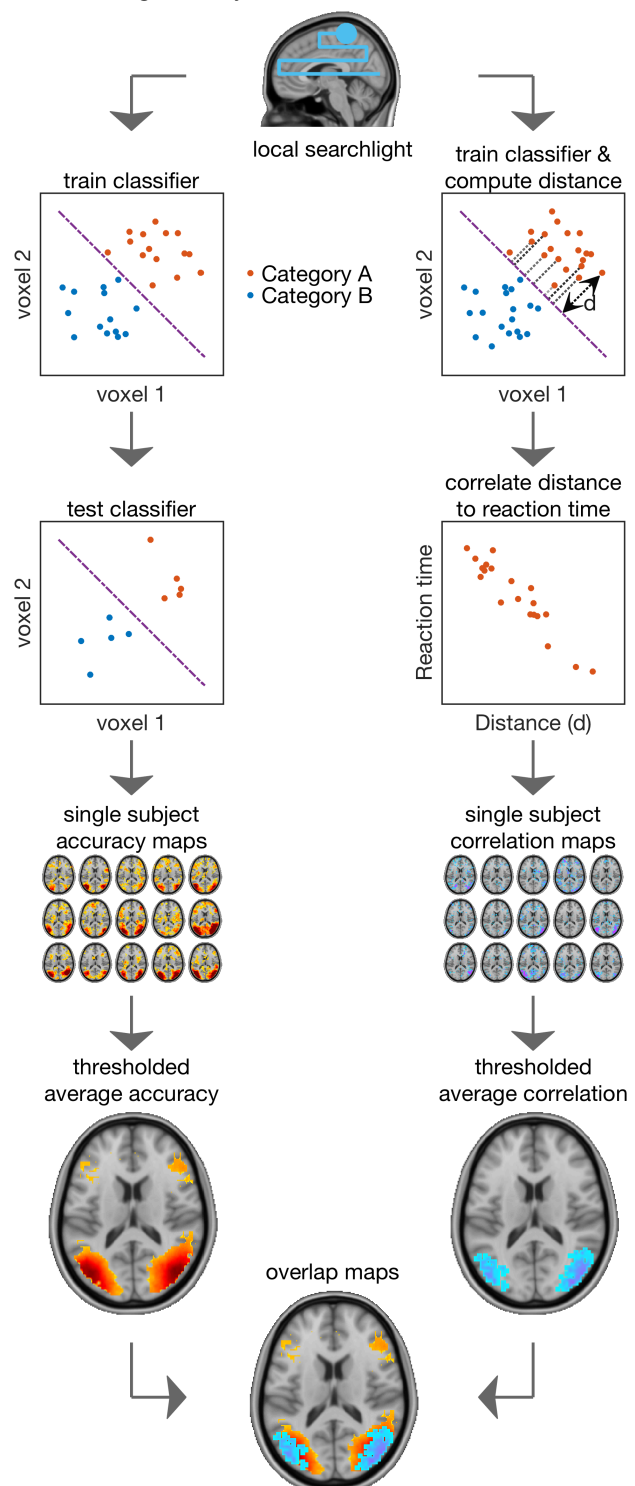 local searchlight
train classifier
voxel 2
voxel 1
Category A
Category B
train classifier &
compute distance
voxel 2
d
voxel 1
test classifier
voxel 2
voxel 1
correlate distance
to reaction time
Reaction time
Distance (d)
single subject
accuracy maps
single subject
correlation maps
thresholded
average accuracy
thresholded
average correlation
overlap maps